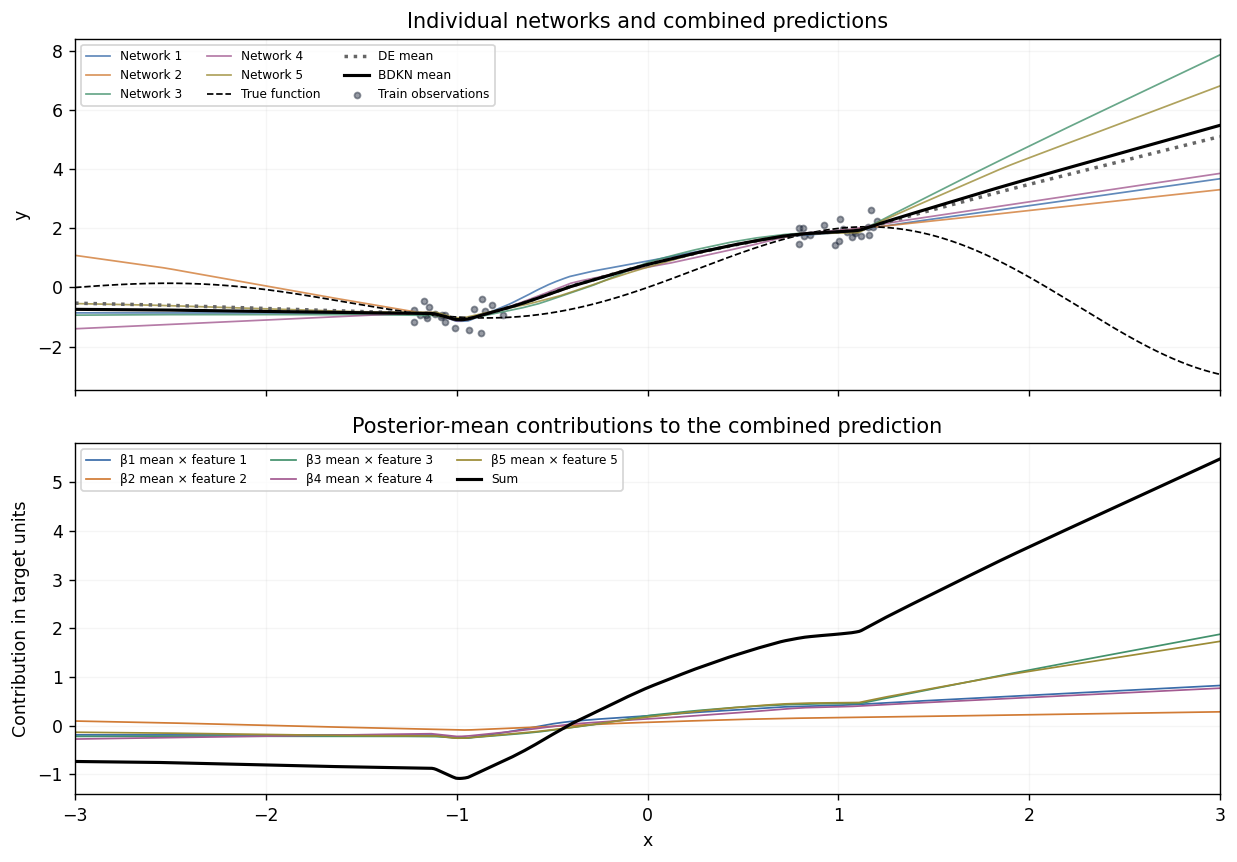 Individual networks and combined predictions
Network 1
Network 2
Network 3
Network 4
Network 5
True function
DE mean
BDKN mean
Train observations
8
6
4
2
0
−2
y
Posterior-mean contributions to the combined prediction
β1 mean × feature 1
β2 mean × feature 2
β3 mean × feature 3
β4 mean × feature 4
β5 mean × feature 5
Sum
5
4
3
2
1
0
−1
Contribution in target units
−3 −2 −1 0 1 2 3
x